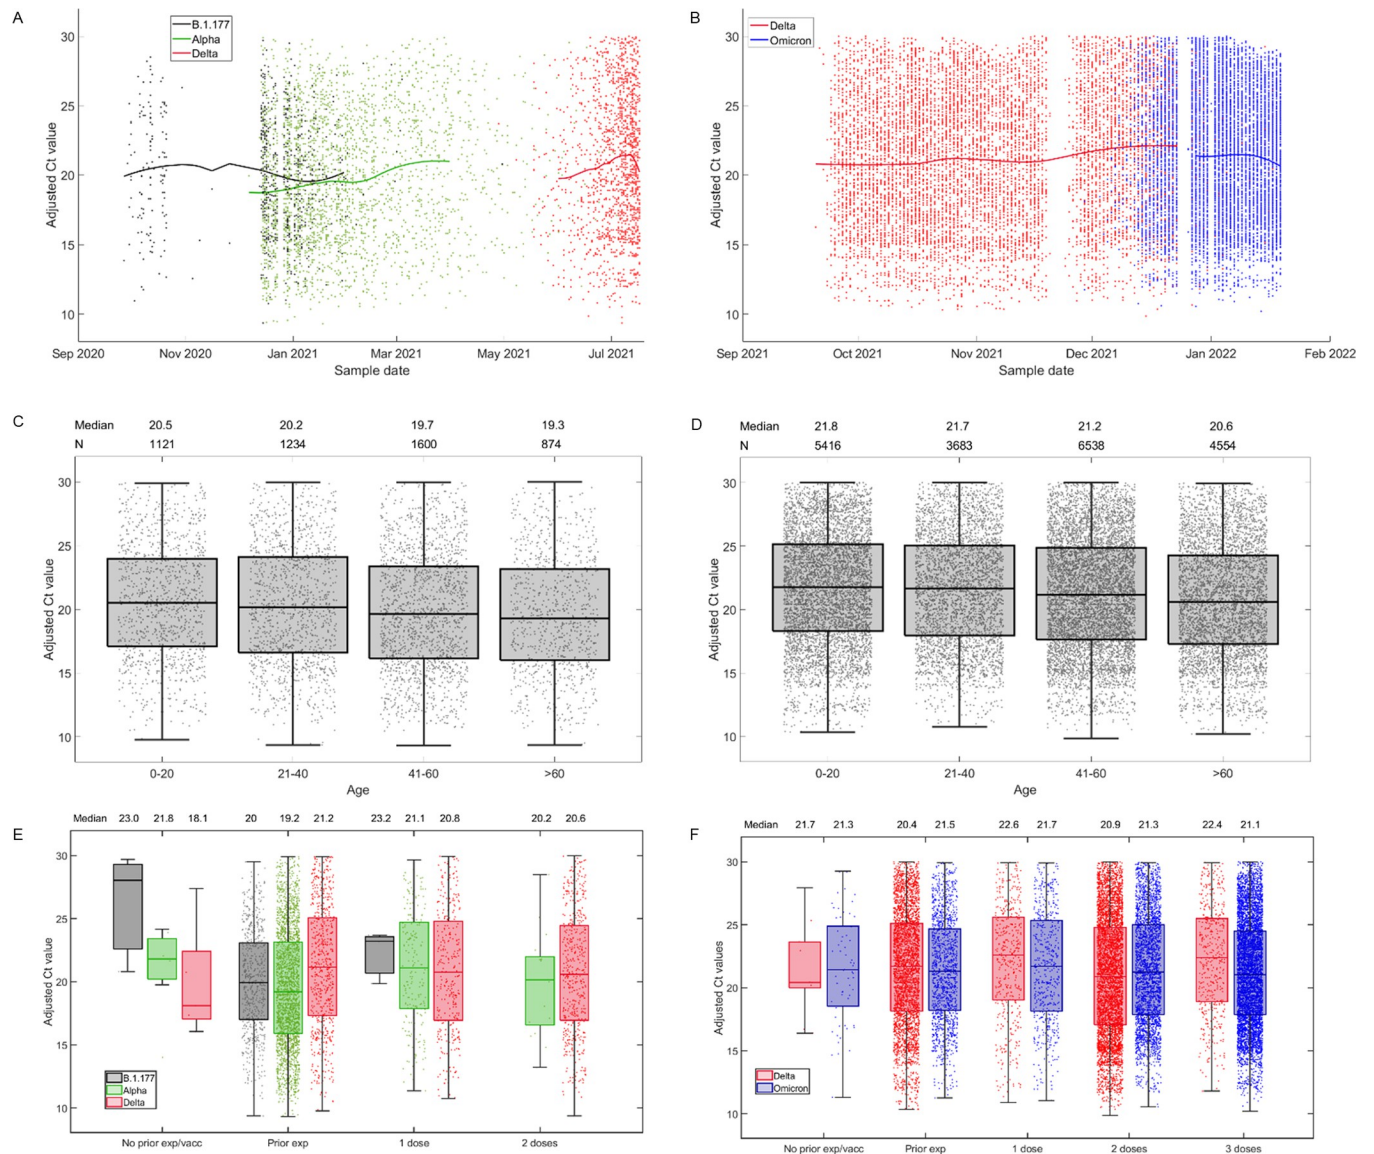 A
B.1.177
Alpha
Delta
Adjusted Ct value
30
25
20
15
10
Sep 2020
Nov 2020
Jan 2021
Mar 2021
May 2021
Jul 2021
Sample date
B
Delta
Omicron
Adjusted Ct value
30
25
20
15
10
Sep 2021
Oct 2021
Nov 2021
Dec 2021
Jan 2022
Feb 2022
Sample date
C
Median 20.5 20.2 19.7 19.3
N 1121 1234 1600 874
Adjusted Ct value
30
25
20
15
10
0-20 21-40 41-60 >60
Age
D
Median 21.8 21.7 21.2 20.6
N 5416 3683 6538 4554
Adjusted Ct value
30
25
20
15
10
0-20 21-40 41-60 >60
Age
E
Median 23.0 21.8 18.1 20 19.2 21.2 23.2 21.1 20.8 20.2 20.6
Adjusted Ct value
30
25
20
15
10
B.1.177
Alpha
Delta
No prior exp/vacc Prior exp 1 dose 2 doses
F
Median 21.7 21.3 20.4 21.5 22.6 21.7 20.9 21.3 22.4 21.1
Adjusted Ct values
30
25
20
15
10
Delta
Omicron
No prior exp/vacc Prior exp 1 dose 2 doses 3 doses